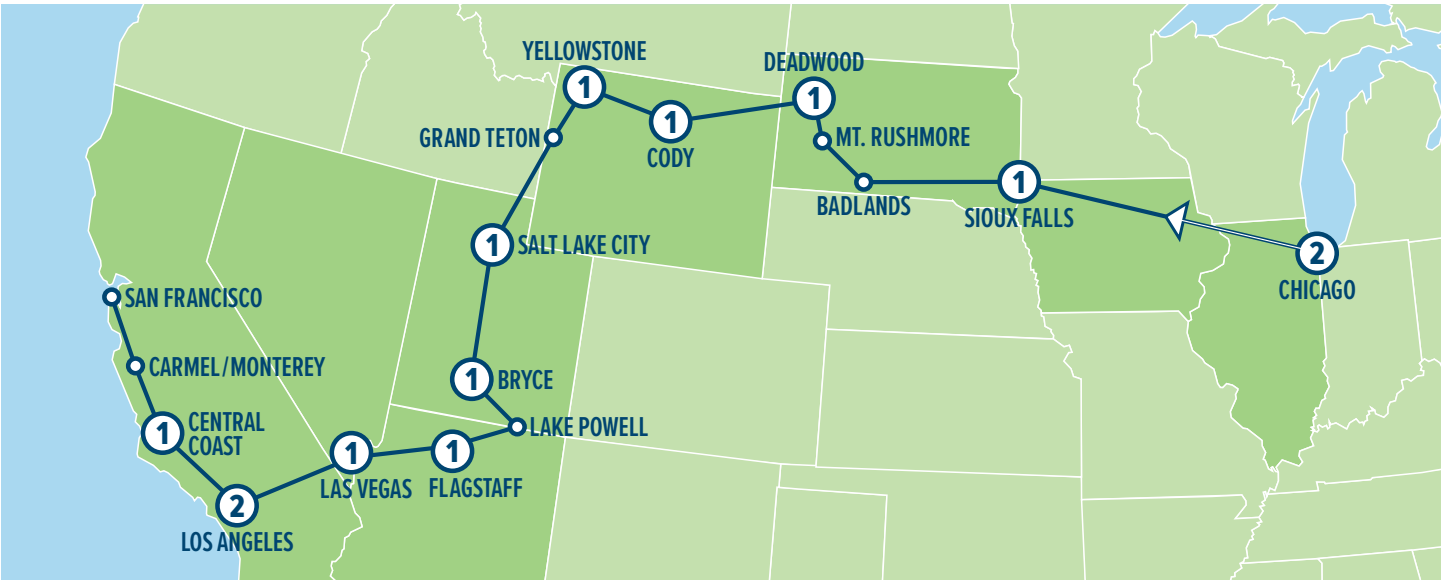 YELLOWSTONE
1
DEADWOOD
1
GRAND TETON
1
CODY
MT. RUSHMORE
BADLANDS
1
SIOUX FALLS
2
CHICAGO
1
SALT LAKE CITY
SAN FRANCISCO
CARMEL/MONTEREY
1
BRYCE
1
CENTRAL
COAST
LAKE POWELL
1
LAS VEGAS
1
FLAGSTAFF
2
LOS ANGELES